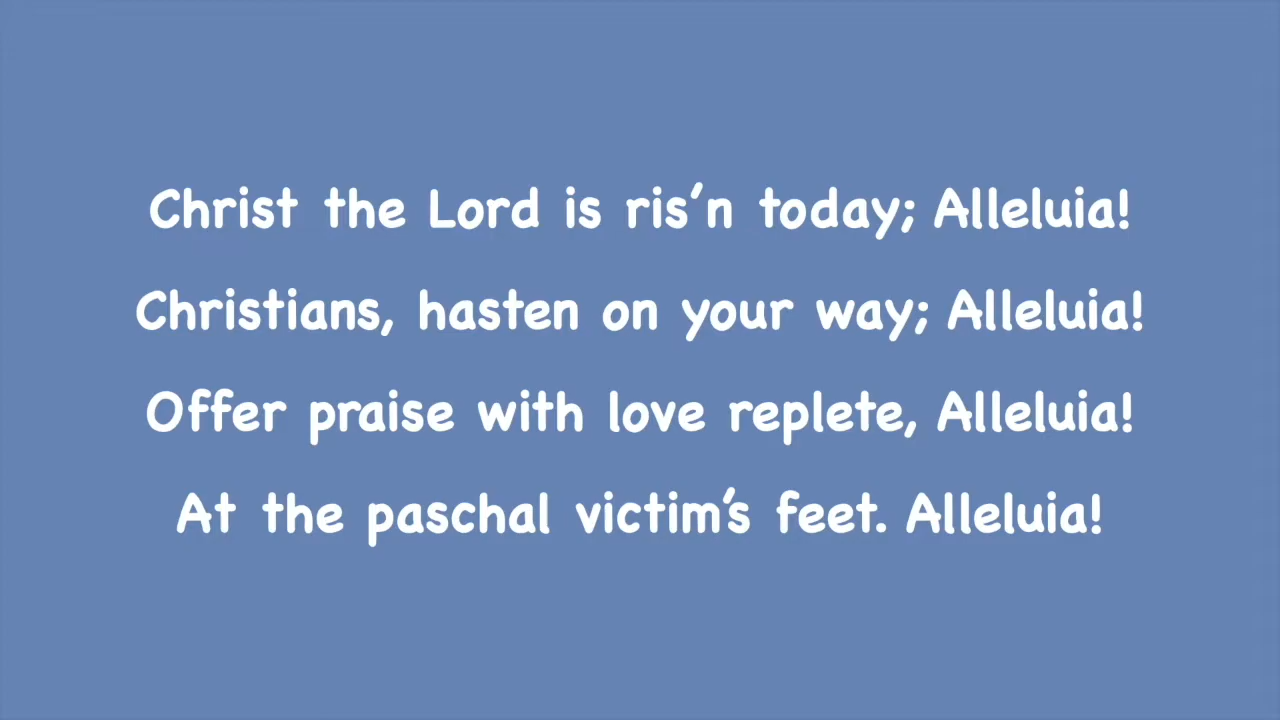 Christ the Lord is ris’n today; Alleluia!
Christians, hasten on your way; Alleluia!
Offer praise with love replete, Alleluia!
At the paschal victim’s feet. Alleluia!